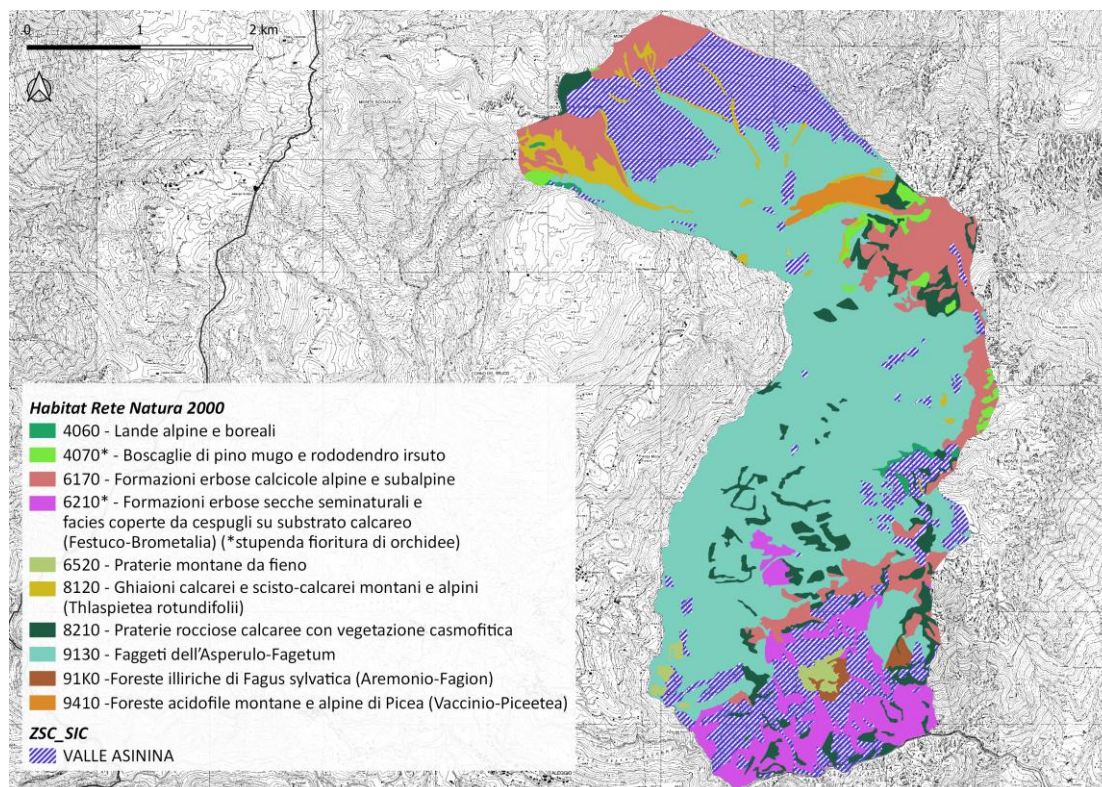 0 1 2 km
Habitat Rete Natura 2000
4060 - Lande alpine e boreali
4070* - Boscaglie di pino mugo e rododendro irsuto
6170 - Formazioni erbose calcicole alpine e subalpine
6210* - Formazioni erbose secche seminaturali e
facies coperte da cespugli su substrato calcareo
(Festuco-Brometalia) (*stupenda fioritura di orchidee)
6520 - Praterie montane da fieno
8120 - Ghiaioni calcarei e scisto-calcarei montani e alpini
(Thlaspietea rotundifolii)
8210 - Praterie rocciose calcaree con vegetazione casmofitica
9130 - Faggeti dell'Asperulo-Fagetum
91K0 -Foreste illiriche di Fagus sylvatica (Aremonio-Fagion)
9410 -Foreste acidofile montane e alpine di Picea (Vaccinio-Piceetea)
ZSC_SIC
VALLE ASININA